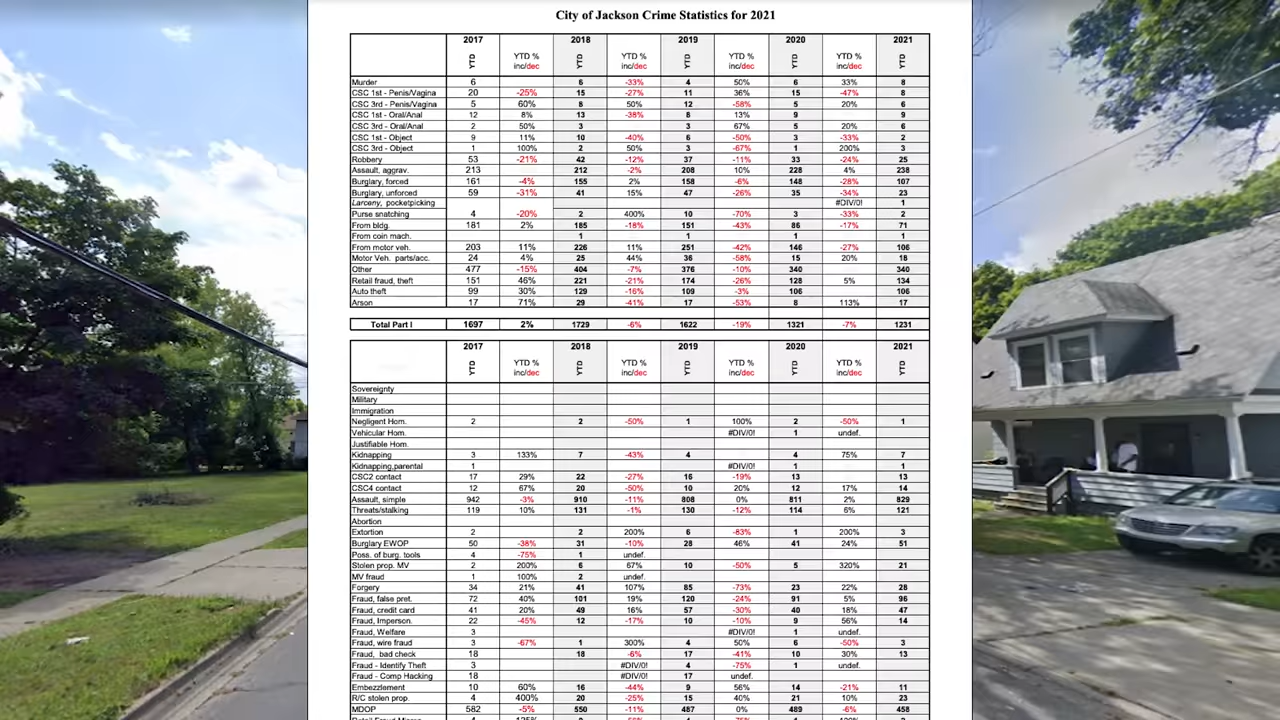 City of Jackson Crime Statistics for 2021
2017 2018 2019 2020 2021
YTD YTD % inc/dec YTD YTD % inc/dec YTD YTD % inc/dec YTD YTD % inc/dec YTD
Murder 6 6 -33% 4 50% 6 33% 8
CSC 1st - Penis/Vagina 20 -25% 15 -27% 11 36% 15 -47% 8
CSC 3rd - Penis/Vagina 5 60% 8 50% 12 -58% 5 20% 6
CSC 1st - Oral/Anal 12 8% 13 -38% 8 13% 9 9
CSC 3rd - Oral/Anal 2 50% 3 3 67% 5 20% 6
CSC 1st - Object 9 11% 10 -40% 6 -50% 3 -33% 2
CSC 3rd - Object 1 100% 2 50% 3 -67% 1 200% 3
Robbery 53 -21% 42 -12% 37 -11% 33 -24% 25
Assault, aggrav. 213 212 -2% 208 10% 228 4% 238
Burglary, forced 161 -4% 155 2% 158 -6% 148 -28% 107
Burglary, unforced 59 -31% 41 15% 47 -26% 35 -34% 23
Larceny, pocketpicking #DIV/0! 1
Purse snatching 4 -20% 2 400% 10 -70% 3 -33% 2
From bldg. 181 2% 185 -18% 151 -43% 86 -17% 71
From coin mach. 1 1 1 1
From motor veh. 203 11% 226 11% 251 -42% 146 -27% 106
Motor Veh. parts/acc. 24 4% 25 44% 36 -58% 15 20% 18
Other 477 -15% 404 -7% 376 -10% 340 340
Retail fraud, theft 151 46% 221 -21% 174 -26% 128 5% 134
Auto theft 99 30% 129 -16% 109 -3% 106 106
Arson 17 71% 29 -41% 17 -53% 8 113% 17
Total Part I 1697 2% 1729 -6% 1622 -19% 1321 -7% 1231
2017 2018 2019 2020 2021
YTD YTD % inc/dec YTD YTD % inc/dec YTD YTD % inc/dec YTD YTD % inc/dec YTD
Sovereignty
Military
Immigration
Negligent Hom. 2 2 -50% 1 100% 2 -50% 1
Vehicular Hom. #DIV/0! 1 undef.
Justifiable Hom.
Kidnapping 3 133% 7 -43% 4 4 75% 7
Kidnapping,parental 1 #DIV/0! 1 1
CSC2 contact 17 29% 22 -27% 16 -19% 13 13
CSC4 contact 12 67% 20 -50% 10 20% 12 17% 14
Assault, simple 942 -3% 910 -11% 808 0% 811 2% 829
Threats/stalking 119 10% 131 -1% 130 -12% 114 6% 121
Abortion
Extortion 2 2 200% 6 -83% 1 200% 3
Burglary EWOP 50 -38% 31 -10% 28 46% 41 24% 51
Poss. of burg. tools 4 -75% 1 undef.
Stolen prop. MV 2 200% 6 67% 10 -50% 5 320% 21
MV fraud 1 100% 2 undef.
Forgery 34 21% 41 107% 85 -73% 23 22% 28
Fraud, false pret. 72 40% 101 19% 120 -24% 91 5% 96
Fraud, credit card 41 20% 49 16% 57 -30% 40 18% 47
Fraud, Imperson. 22 -45% 12 -17% 10 -10% 9 56% 14
Fraud, Welfare 3 #DIV/0! 1 undef.
Fraud, wire fraud 3 -67% 1 300% 4 50% 6 -50% 3
Fraud, bad check 18 18 -6% 17 -41% 10 30% 13
Fraud - Identify Theft 3 #DIV/0! 4 -75% 1 undef.
Fraud - Comp Hacking 18 #DIV/0! 17 undef.
Embezzlement 10 60% 16 -44% 9 56% 14 -21% 11
R/C stolen prop. 4 400% 20 -25% 15 40% 21 10% 23
MDOP 582 -5% 550 -11% 487 0% 489 -6% 458